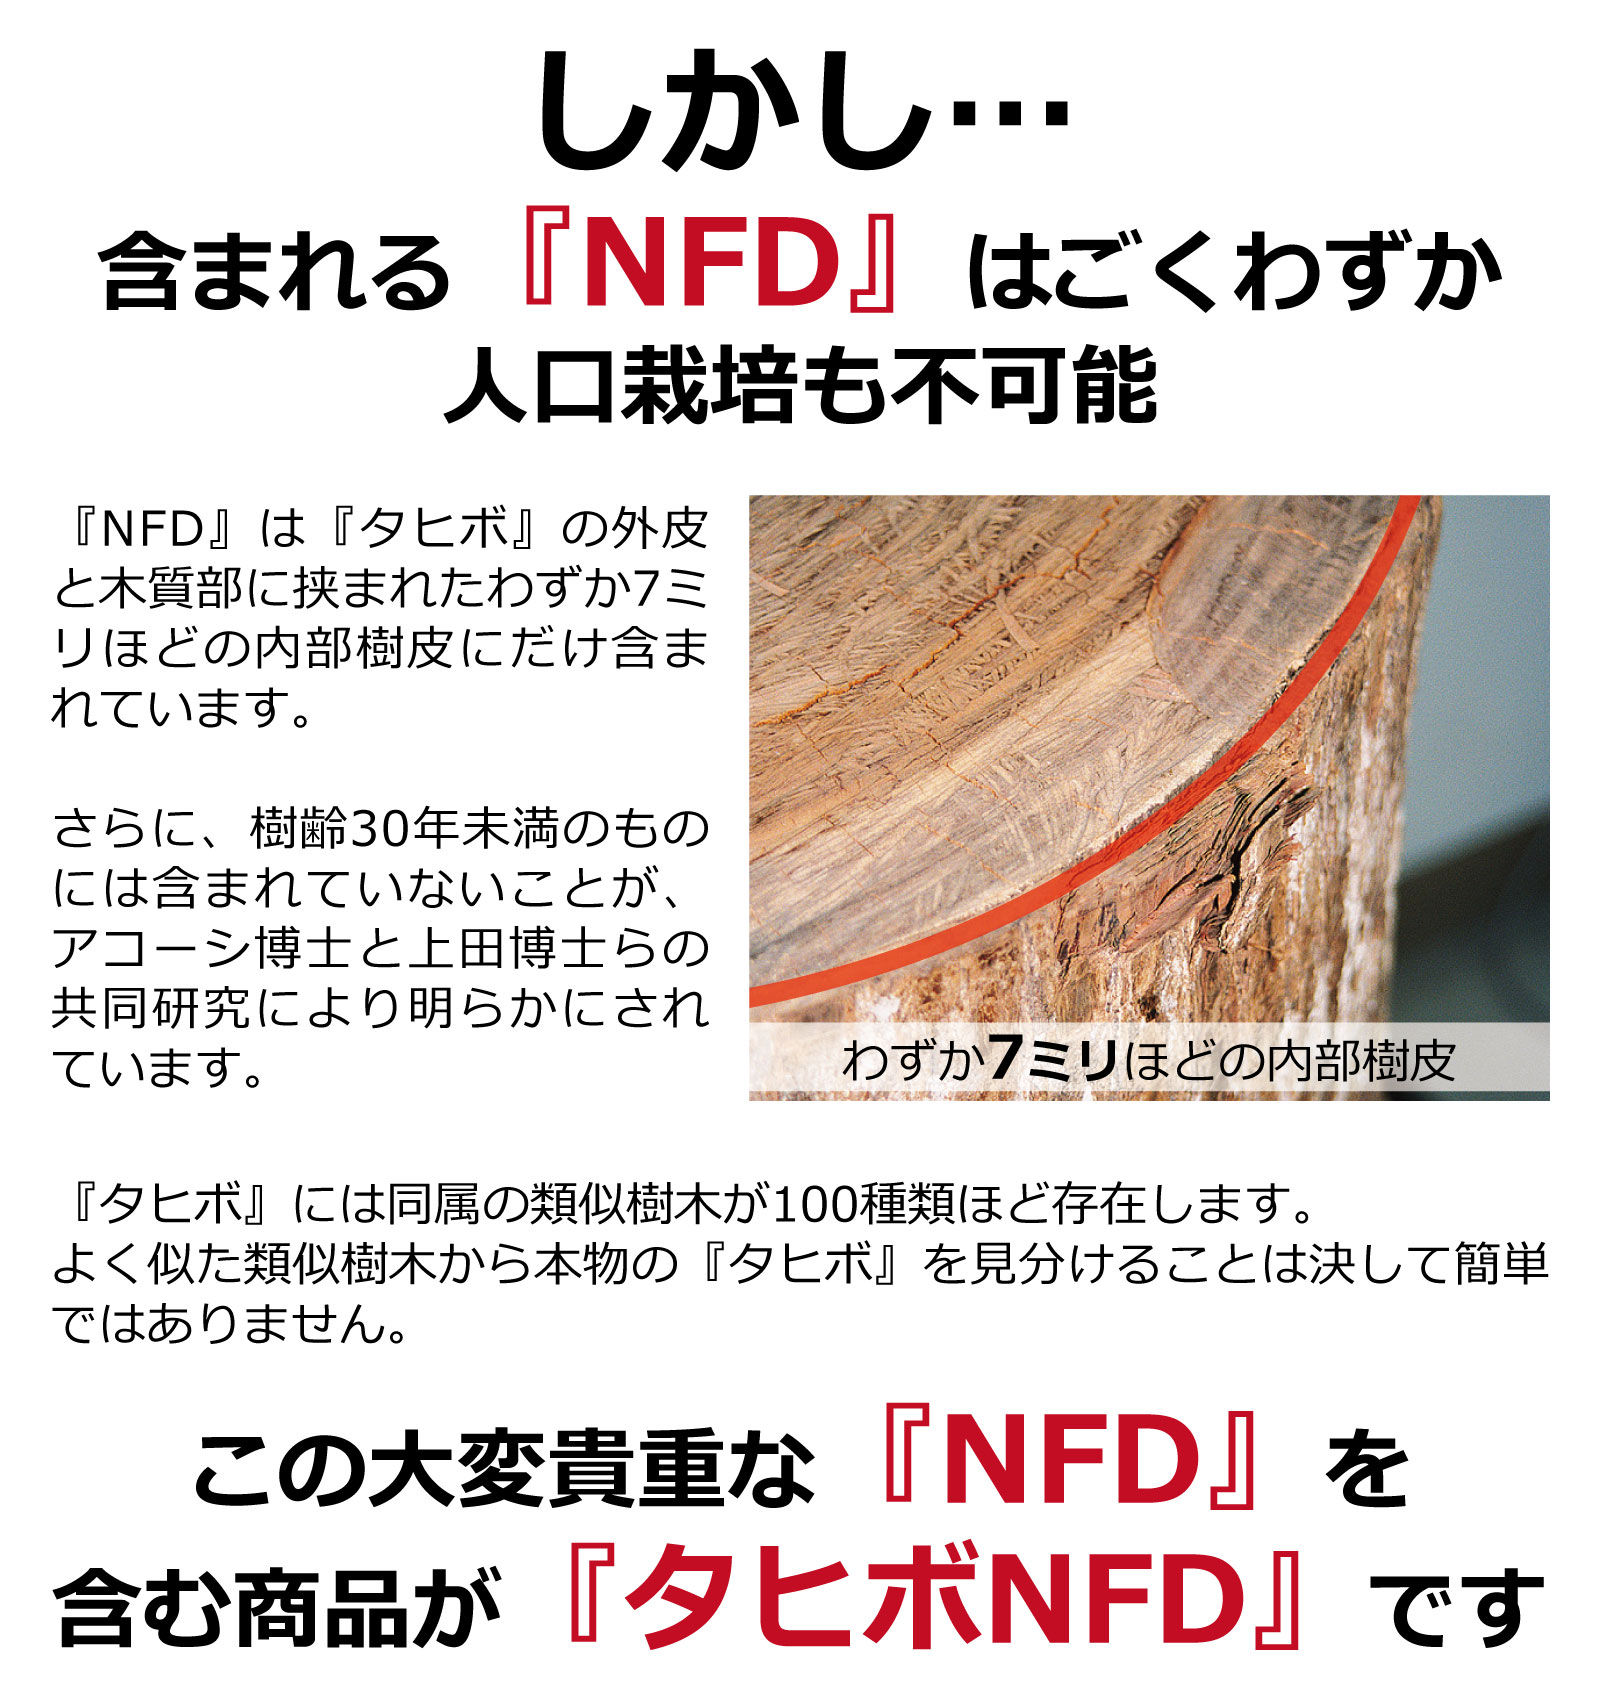 しかし…
含まれる『NFD』はごくわずか
人口栽培も不可能
『NFD』は『タヒボ』の外皮
と木質部に挟まれたわずか7ミ
リほどの内部樹皮にだけ含ま
れています。
さらに、樹齢30年未満のもの
には含まれていないことが、
アコーシ博士と上田博士らの
共同研究により明らかにされ
ています。
わずか7ミリほどの内部樹皮
『タヒボ』には同属の類似樹木が100種類ほど存在します。
よく似た類似樹木から本物の『タヒボ』を見分けることは決して簡単
ではありません。
この大変貴重な『NFD』を
含む商品が『タヒボNFD』です